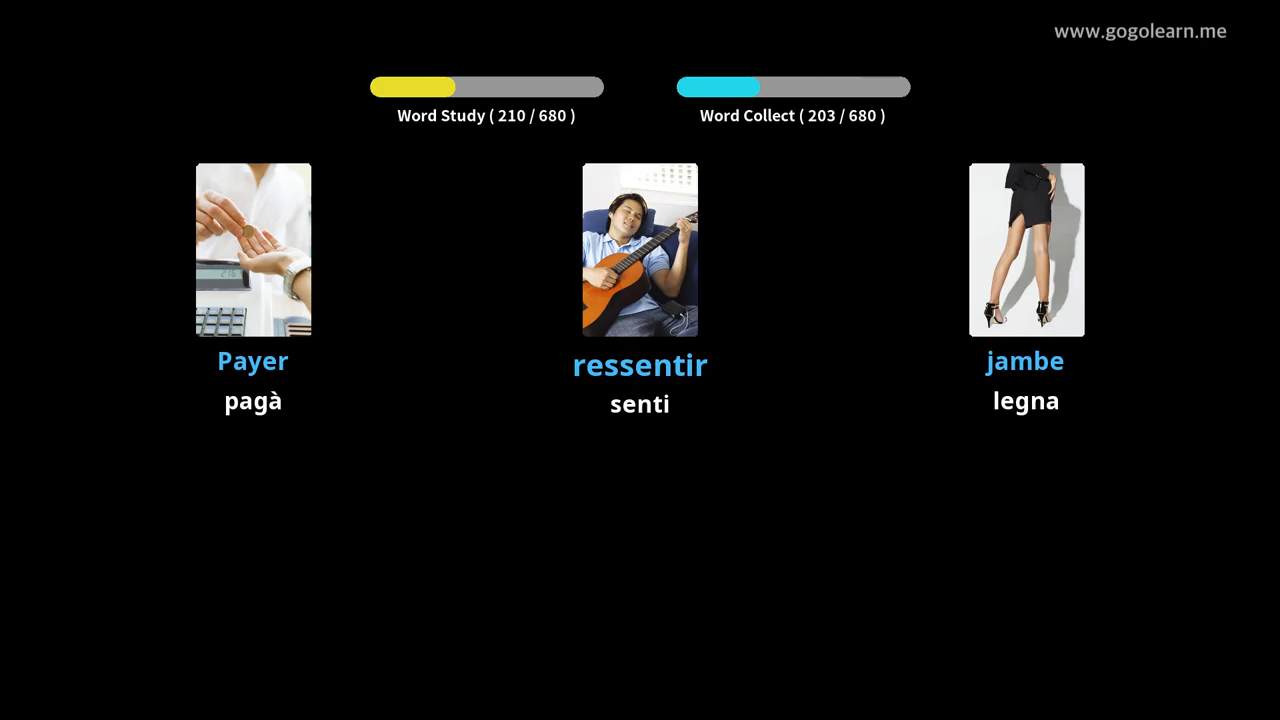 www.gogolearn.me
Word Study ( 210 / 680 )
Word Collect ( 203 / 680 )
Payer
pagà
ressentir
senti
jambe
legna